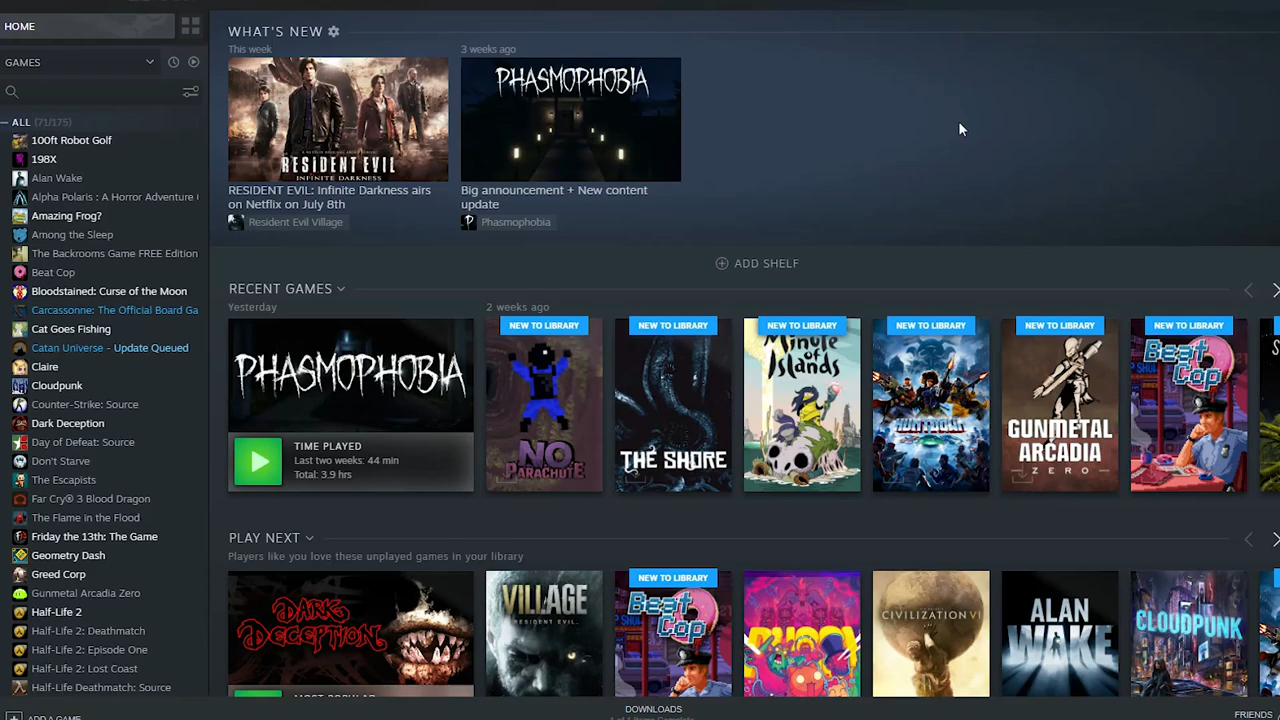 HOME
GAMES
ALL (71/175)
100ft Robot Golf
198X
Alan Wake
Alpha Polaris : A Horror Adventure
Amazing Frog?
Among the Sleep
The Backrooms Game FREE Edition
Beat Cop
Bloodstained: Curse of the Moon
Carcassonne: The Official Board Ga
Cat Goes Fishing
Catan Universe - Update Queued
Claire
Cloudpunk
Counter-Strike: Source
Dark Deception
Day of Defeat: Source
Don't Starve
The Escapists
Far Cry® 3 Blood Dragon
The Flame in the Flood
Friday the 13th: The Game
Geometry Dash
Greed Corp
Gunmetal Arcadia Zero
Half-Life 2
Half-Life 2: Deathmatch
Half-Life 2: Episode One
Half-Life 2: Lost Coast
Half-Life Deathmatch: Source
ADD A GAME
WHAT'S NEW
This week
3 weeks ago
RESIDENT EVIL
INFINITE DARKNESS
PHASMOPHOBIA
RESIDENT EVIL: Infinite Darkness airs
on Netflix on July 8th
Resident Evil Village
Big announcement + New content
update
Phasmophobia
ADD SHELF
RECENT GAMES
Yesterday
2 weeks ago
PHASMOPHOBIA
TIME PLAYED
Last two weeks: 44 min
Total: 3.9 hrs
NEW TO LIBRARY
NO
PARACHUTE
NEW TO LIBRARY
THE SHORE
NEW TO LIBRARY
Minute
of
Islands
NEW TO LIBRARY
HUNTDOWN
NEW TO LIBRARY
GUNMETAL
ARCADIA
ZERO
NEW TO LIBRARY
Beat
Cop
PLAY NEXT
Players like you love these unplayed games in your library
DARK
DECEPTION
MOST POPULAR
VILLAGE
RESIDENT EVIL
NEW TO LIBRARY
Beat
Cop
CIVILIZATION VI
ALAN
WAKE
CLOUDPUNK
DOWNLOADS
FRIENDS